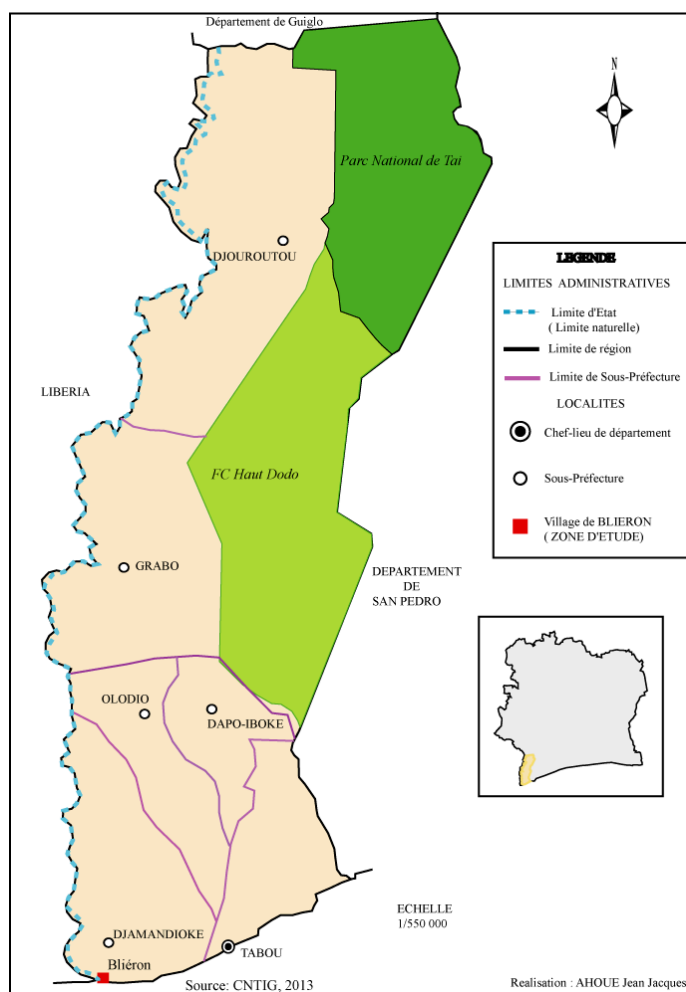 Département de Guiglo
N
Parc National de Tai
DJOUROUTOU
LEGENDE
LIMITES ADMINISTRATIVES
Limite d'Etat
( Limite naturelle)
Limite de région
Limite de Sous-Préfecture
LOCALITES
Chef-lieu de département
Sous-Préfecture
Village de BLIERON
( ZONE D'ETUDE)
LIBERIA
FC Haut Dodo
GRABO
DEPARTEMENT
DE
SAN PEDRO
OLODIO
DAPO-IBOKE
ECHELLE
1/550 000
DJAMANDIOKE
TABOU
Bliéron
Source: CNTIG, 2013
Realisation : AHOUE Jean Jacques